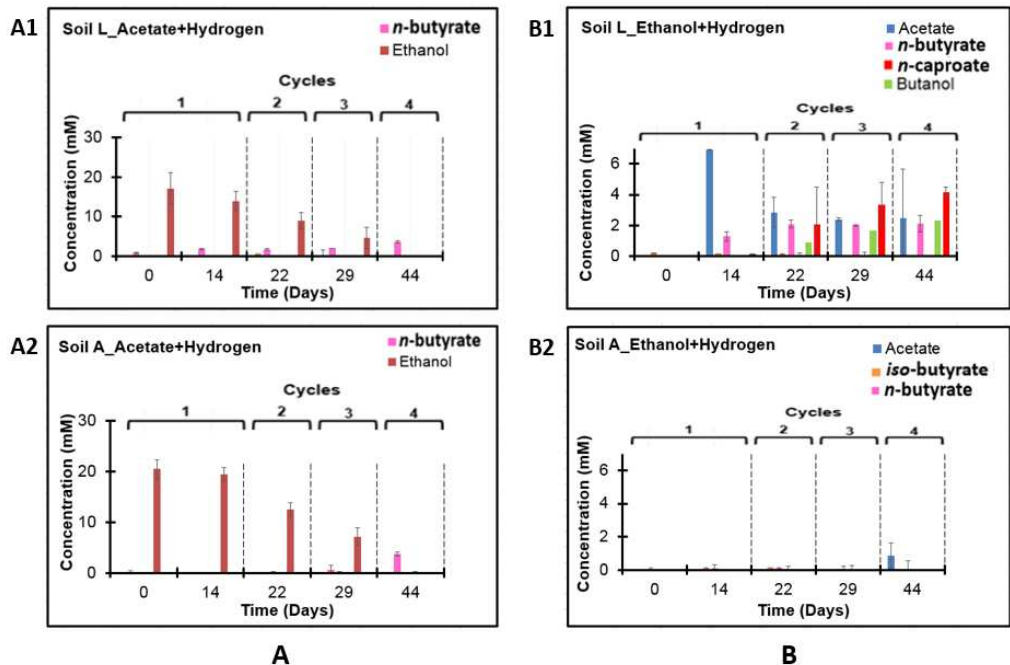 A1
Soil L_Acetate+Hydrogen
n-butyrate
Ethanol
Cycles
1 2 3 4
Concentration (mM)
30
20
10
0
0 14 22 29 44
Time (Days)
B1
Soil L_Ethanol+Hydrogen
Acetate
n-butyrate
n-caproate
Butanol
Cycles
1 2 3 4
Concentration (mM)
6
4
2
0
0 14 22 29 44
Time (Days)
A2
Soil A_Acetate+Hydrogen
n-butyrate
Ethanol
Cycles
1 2 3 4
Concentration (mM)
30
20
10
0
0 14 22 29 44
Time (Days)
B2
Soil A_Ethanol+Hydrogen
Acetate
iso-butyrate
n-butyrate
Cycles
1 2 3 4
Concentration (mM)
6
4
2
0
0 14 22 29 44
Time (Days)
A
B